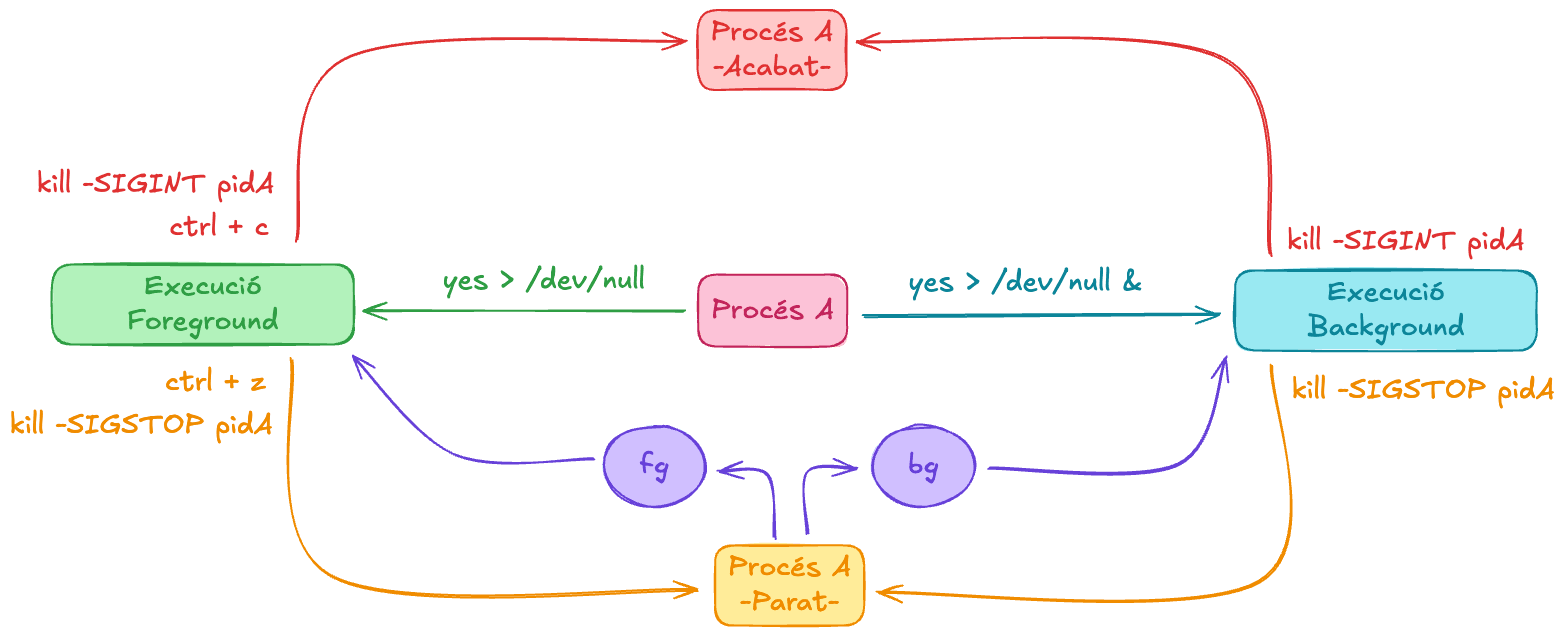 Procés A
-Acabat-
kill -SIGINT pidA
ctrl + c
kill -SIGINT pidA
Execució
Foreground
yes > /dev/null
Procés A
yes > /dev/null &
Execució
Background
ctrl + z
kill -SIGSTOP pidA
kill -SIGSTOP pidA
fg
bg
Procés A
-Parat-